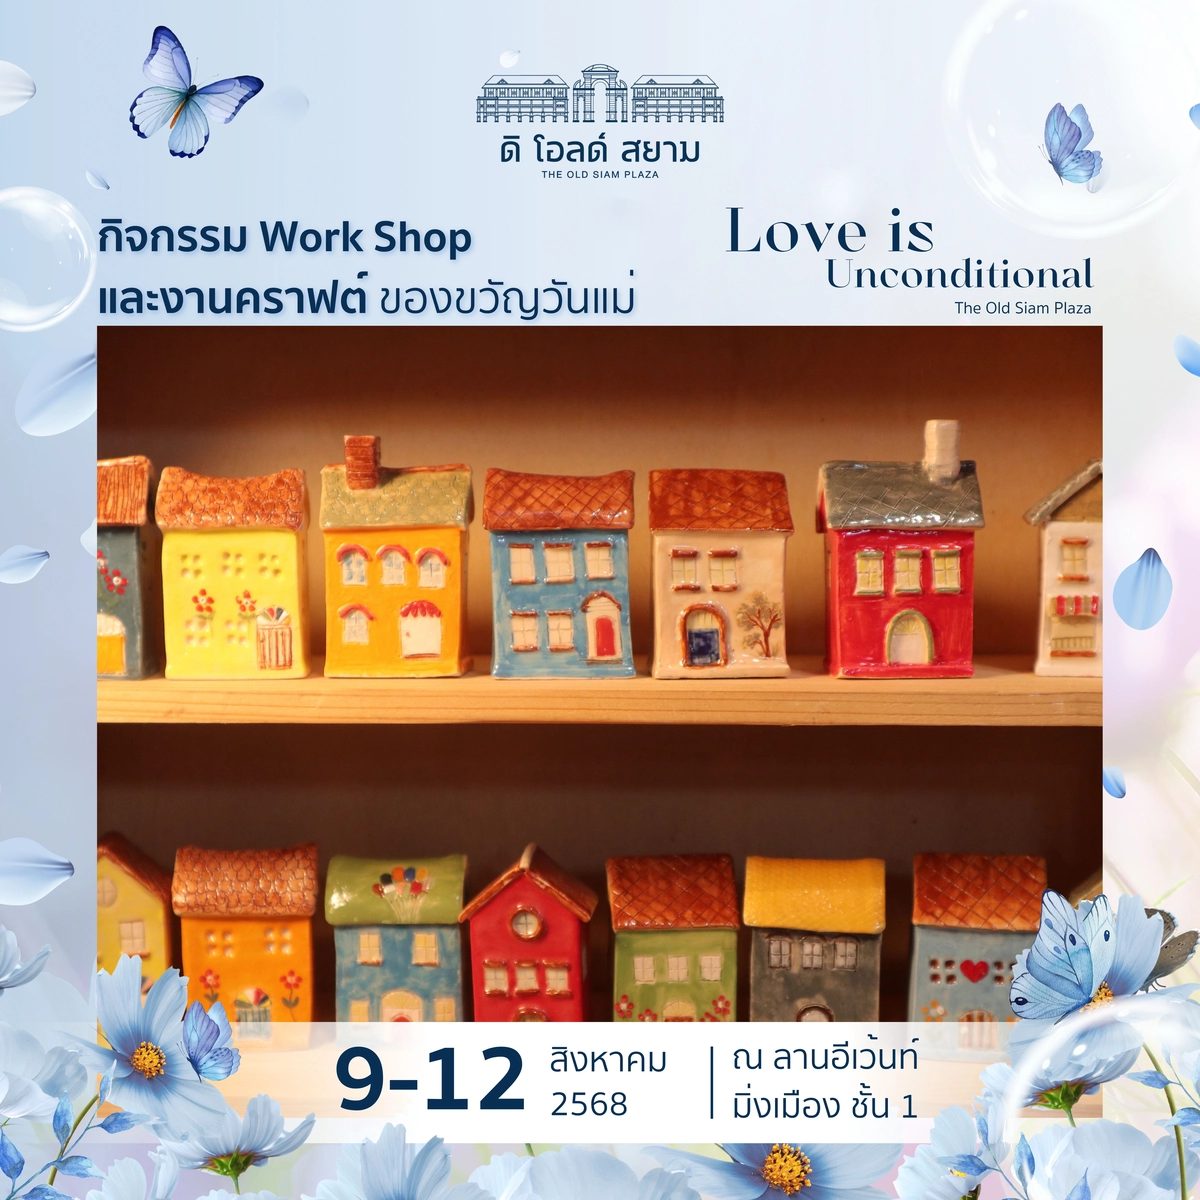 ดิ โอลด์ สยาม
THE OLD SIAM PLAZA
กิจกรรม Work Shop
และงานคราฟต์ ของขวัญวันแม่
Love is
Unconditional
The Old Siam Plaza
9-12
สิงหาคม
2568
ณ ลานอีเว้นท์
มิ่งเมือง ชั้น 1